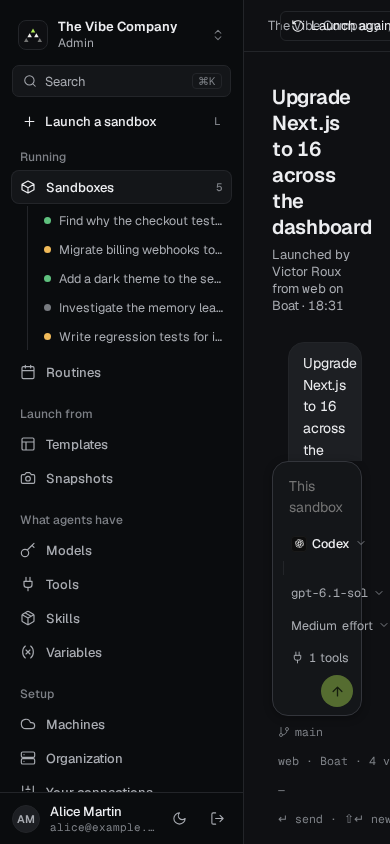 The Vibe Company
Admin
Search
⌘K
Launch a sandbox
L
Running
Sandboxes
5
Find why the checkout test…
Migrate billing webhooks to…
Add a dark theme to the se…
Investigate the memory lea…
Write regression tests for i…
Routines
Launch from
Templates
Snapshots
What agents have
Models
Tools
Skills
Variables
Setup
Machines
Organization
Your connections
AM
Alice Martin
alice@example.…
Launch again
Upgrade
Next.js
to 16
across
the
dashboard
Launched by
Victor Roux
from web on
Boat · 18:31
Upgrade
Next.js
to 16
across
the
This
sandbox
Codex
gpt-6.1-sol
Medium effort
1 tools
main
web · Boat · 4 v
—
↵ send · ⇧↵ new